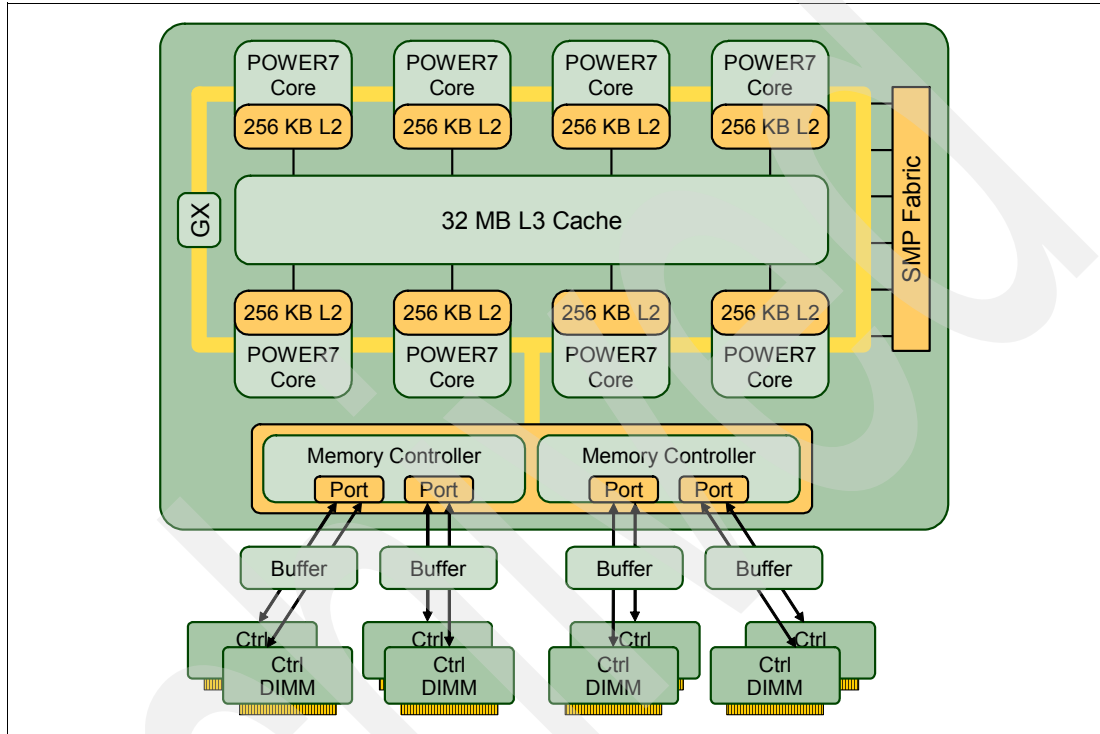 POWER7
Core
POWER7
Core
POWER7
Core
POWER7
Core
256 KB L2
256 KB L2
256 KB L2
256 KB L2
GX
32 MB L3 Cache
SMP Fabric
256 KB L2
256 KB L2
256 KB L2
256 KB L2
POWER7
Core
POWER7
Core
POWER7
Core
POWER7
Core
Memory Controller
Memory Controller
Port
Port
Port
Port
Buffer
Buffer
Buffer
Buffer
Ctrl
Ctrl
Ctrl
Ctrl
Ctrl
DIMM
Ctrl
DIMM
Ctrl
DIMM
Ctrl
DIMM